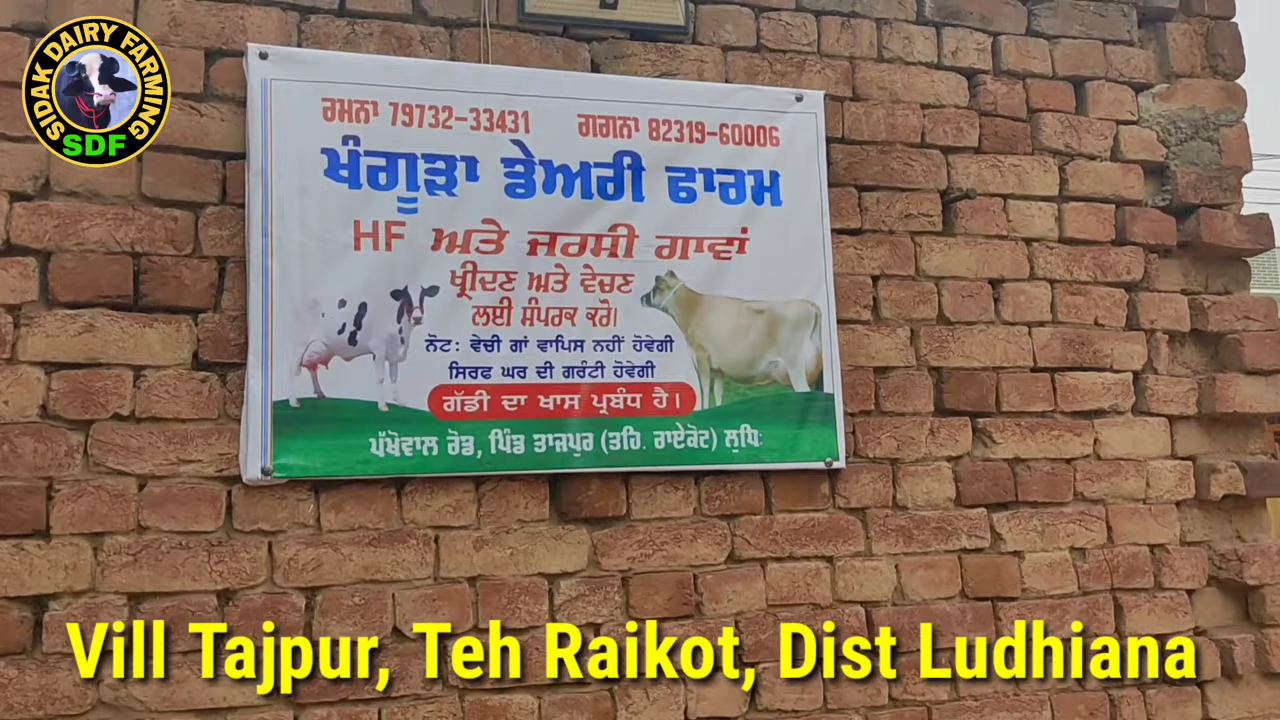 SIDAK DAIRY FARMING
SDF
ਰਮਨਾ 79732-33431 ਗਗਨਾ 82319-60006
ਖੰਗੂੜਾ ਡੇਅਰੀ ਫਾਰਮ
HF ਅਤੇ ਜਰਸੀ ਗਾਵਾਂ
ਖ੍ਰੀਦਣ ਅਤੇ ਵੇਚਣ
ਲਈ ਸੰਪਰਕ ਕਰੋ।
ਨੋਟ: ਵੇਚੀ ਗਾਂ ਵਾਪਿਸ ਨਹੀਂ ਹੋਵੇਗੀ
ਸਿਰਫ ਘਰ ਦੀ ਗਰੰਟੀ ਹੋਵੇਗੀ
ਗੱਡੀ ਦਾ ਖਾਸ ਪ੍ਰਬੰਧ ਹੈ।
ਪੱਖੋਵਾਲ ਰੋਡ, ਪਿੰਡ ਤਾਜਪੁਰ (ਤਹਿ. ਰਾਏਕੋਟ) ਲੁਧਿ:
Vill Tajpur, Teh Raikot, Dist Ludhiana